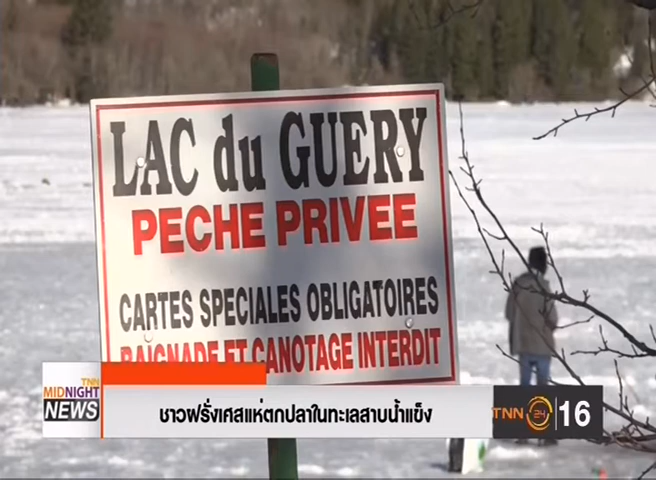 LAC du GUERY
PECHE PRIVEE
CARTES SPECIALES OBLIGATOIRES
BAIGNADE ET CANOTAGE INTERDIT
TNN
MIDNIGHT
NEWS
ชาวฝรั่งเศสแห่ตกปลาในทะเลสาบน้ำแข็ง
TNN 24 16